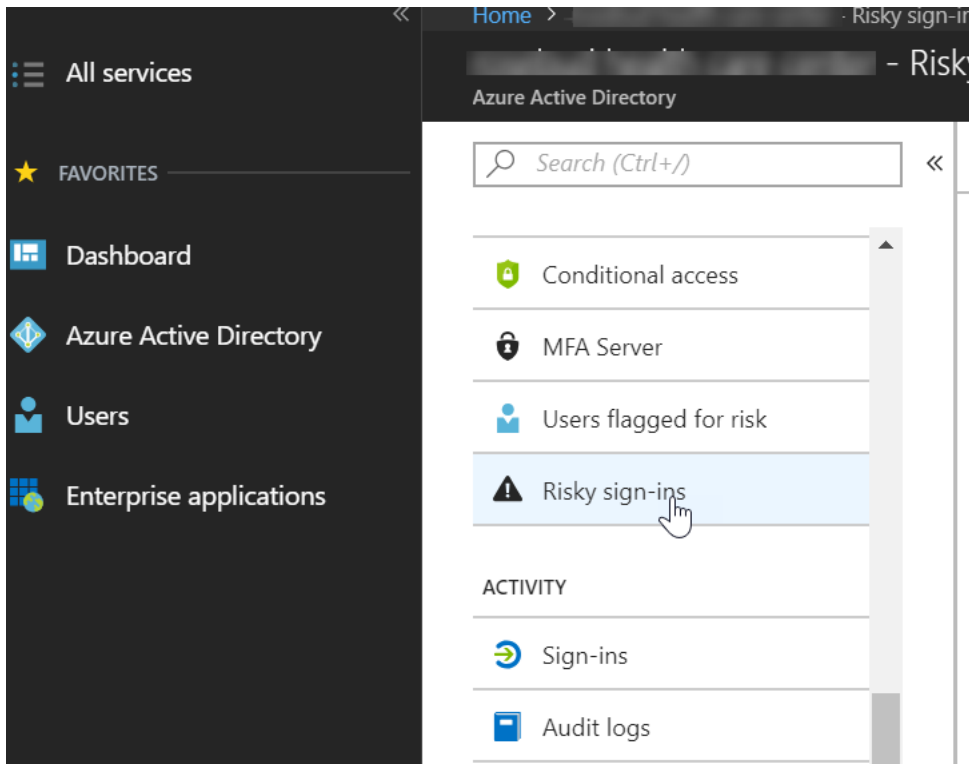 Home > · Risky sign-in
All services
- Risky
Azure Active Directory
FAVORITES
Search (Ctrl+/)
Dashboard
Azure Active Directory
Users
Enterprise applications
Conditional access
MFA Server
Users flagged for risk
Risky sign-ins
ACTIVITY
Sign-ins
Audit logs